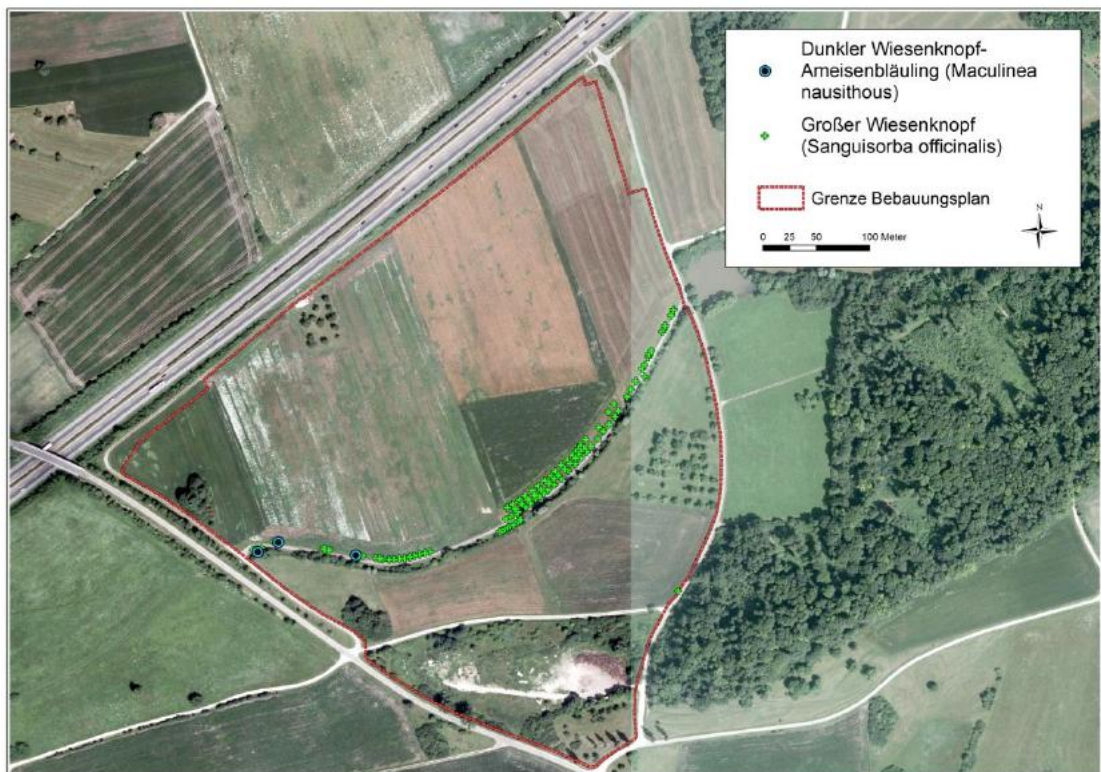 Dunkler Wiesenknopf-
Ameisenbläuling (Maculinea
nausithous)
Großer Wiesenknopf
(Sanguisorba officinalis)
Grenze Bebauungsplan
N
0 25 50 100 Meter